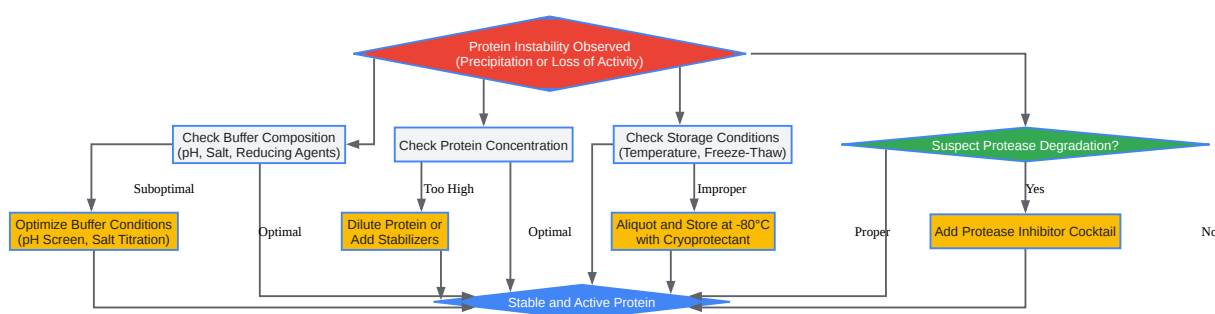 Protein Instability Observed
(Precipitation or Loss of Activity)
Check Buffer Composition
(pH, Salt, Reducing Agents)
Check Protein Concentration
Check Storage Conditions
(Temperature, Freeze-Thaw)
Suspect Protease Degradation?
Suboptimal
Too High
Improper
Yes
Optimize Buffer Conditions
(pH Screen, Salt Titration)
Optimal
Dilute Protein or
Add Stabilizers
Optimal
Aliquot and Store at -80°C
with Cryoprotectant
Proper
Add Protease Inhibitor Cocktail
No
Stable and Active Protein